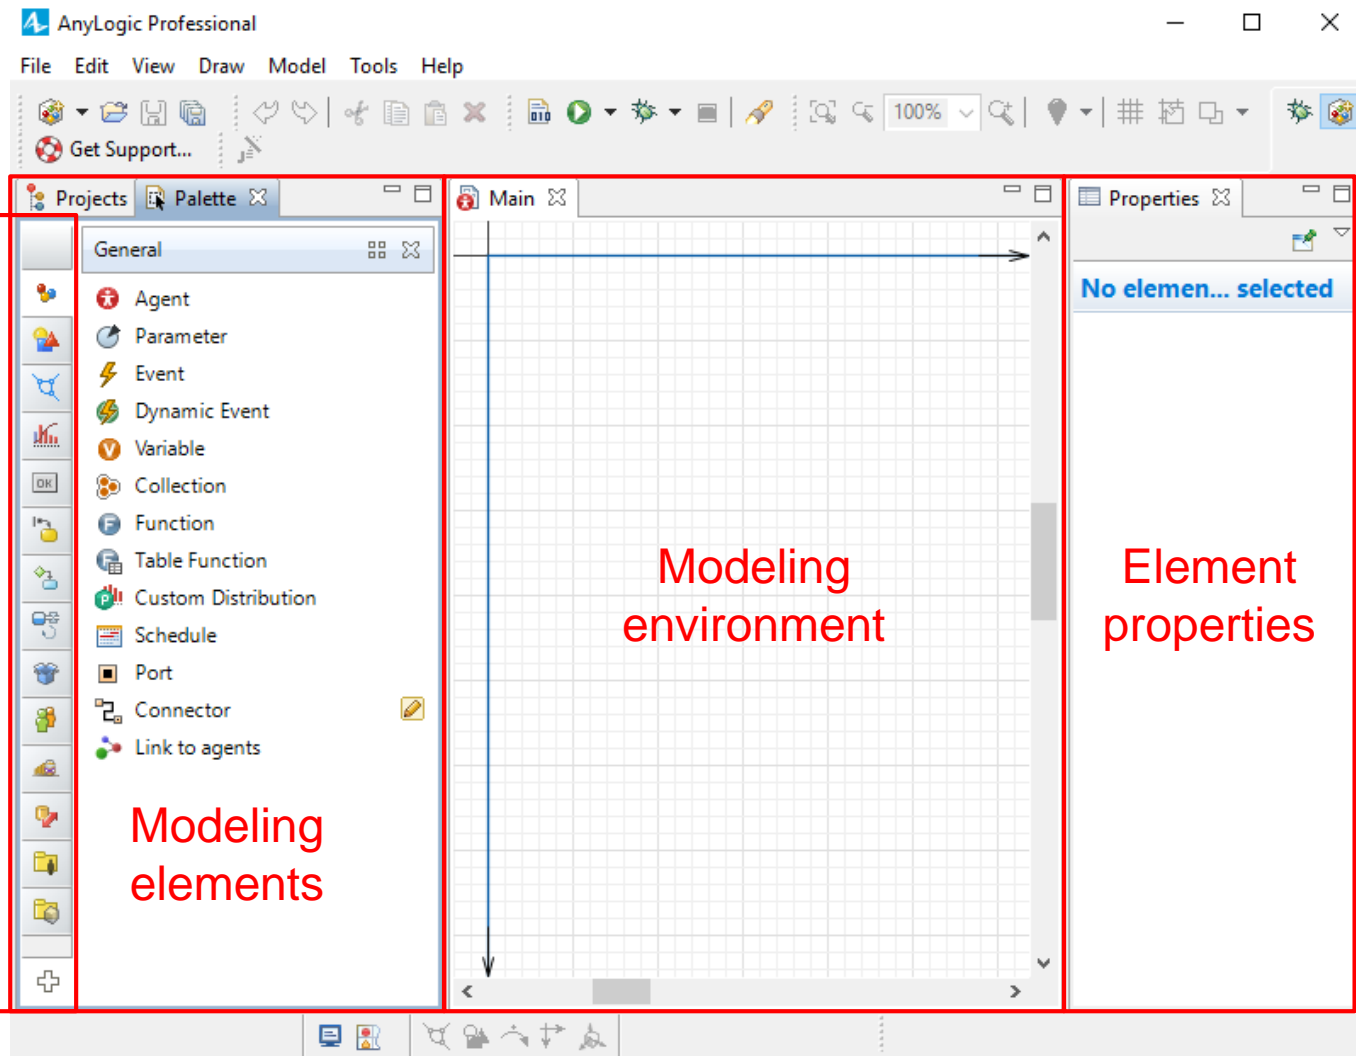 AnyLogic Professional
File Edit View Draw Model Tools Help
100%
Get Support...
Projects Palette Main Properties
General
No elemen... selected
Agent
Parameter
Event
Dynamic Event
Variable
OK Collection
Function
Table Function
Custom Distribution
Schedule
Port
Connector
Link to agents
Modeling
elements
Modeling
environment
Element
properties